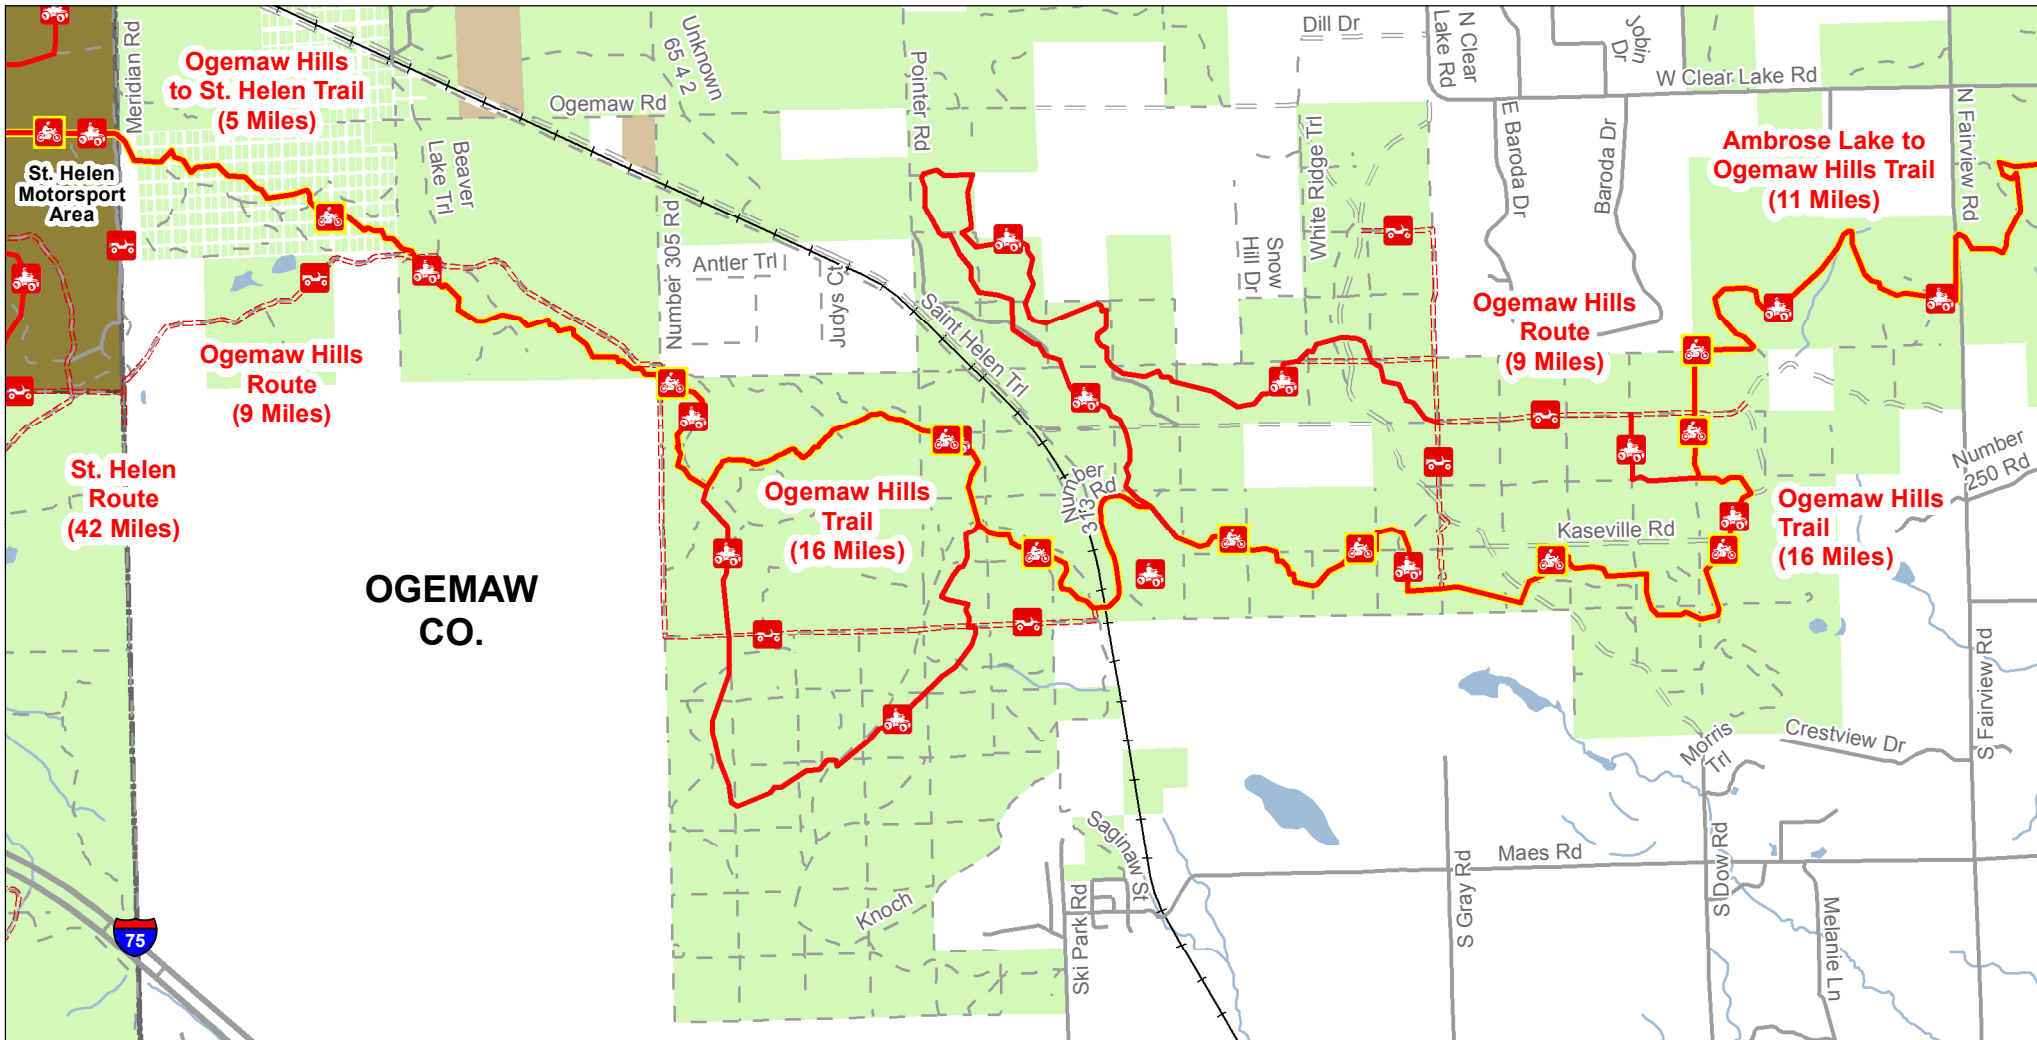 Meridian Rd
Ogemaw Hills
to St. Helen Trail
(5 Miles)
Unknown
65 4 2
Ogemaw Rd
Pointer Rd
Dill Dr
N Clear
Lake Rd
Jobin
Dr
W Clear Lake Rd
N Fairview Rd
E Baroda Dr
Baroda Dr
White Ridge Trl
Ambrose Lake to
Ogemaw Hills Trail
(11 Miles)
St. Helen
Motorsport
Area
Beaver
Lake Trl
Number 305 Rd
Antler Trl
Judys Ct
Snow
Hill Dr
Saint Helen Trl
Ogemaw Hills
Route
(9 Miles)
Ogemaw Hills
Route
(9 Miles)
St. Helen
Route
(42 Miles)
Ogemaw Hills
Trail
(16 Miles)
Number
313 Rd
Number
250 Rd
Kaseville Rd
Ogemaw Hills
Trail
(16 Miles)
OGEMAW
CO.
S Fairview Rd
Morris
Trl
Crestview Dr
Saginaw St
Maes Rd
S Gray Rd
S Dow Rd
Melanie Ln
Knoch
Ski Park Rd
75